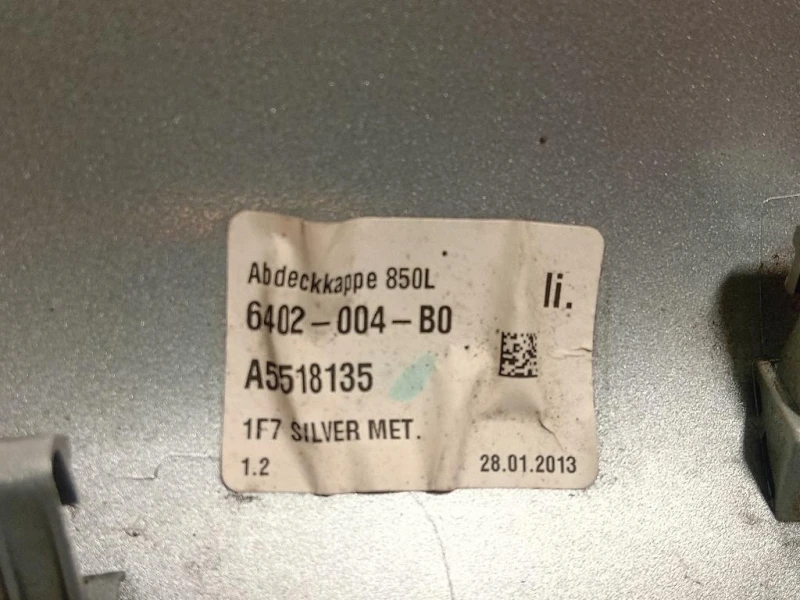 Abdeckkappe 850L
li.
6402-004-B0
A5518135
1F7 SILVER MET.
1.2 28.01.2013